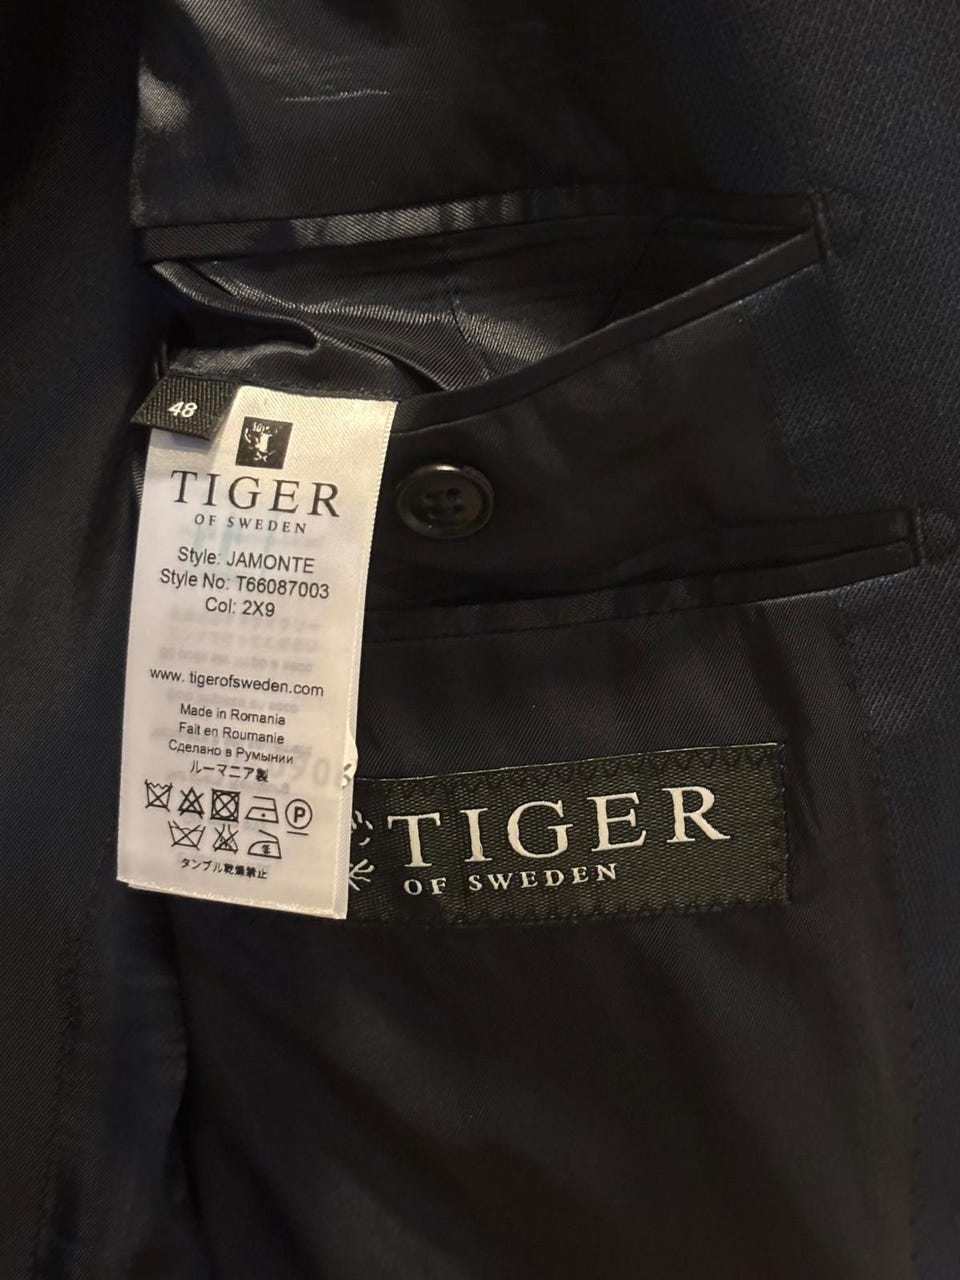 48
TIGER
OF SWEDEN
Style: JAMONTE
Style No: T66087003
Col: 2X9
www. tigerofsweden.com
Made in Romania
Fait en Roumanie
Сделано в Румынии
ルーマニア製
P
タンブル乾燥禁止
TIGER
OF SWEDEN